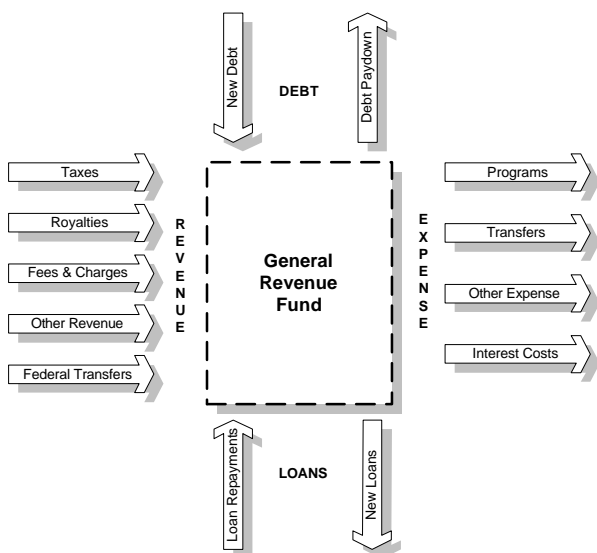 New Debt
DEBT
Debt Paydown
Taxes
Royalties
Fees & Charges
Other Revenue
Federal Transfers
REVENUE
General
Revenue
Fund
EXPENSE
Programs
Transfers
Other Expense
Interest Costs
Loan Repayments
LOANS
New Loans